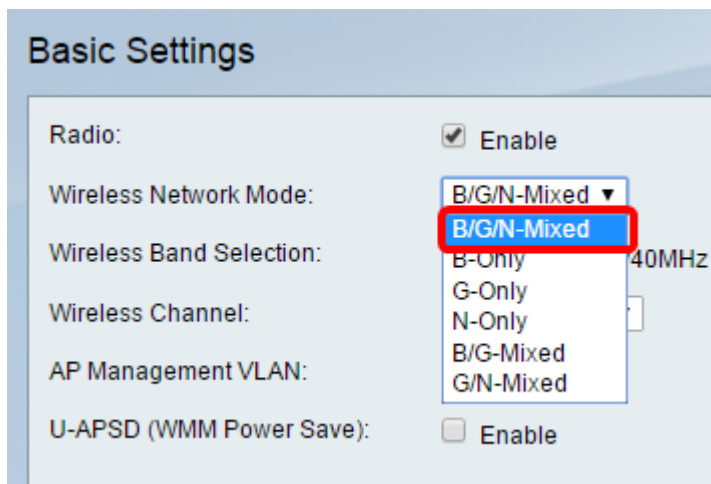 Basic Settings
Radio: Enable
Wireless Network Mode: B/G/N-Mixed
B/G/N-Mixed
Wireless Band Selection: B-Only 40MHz
G-Only
Wireless Channel: N-Only
B/G-Mixed
AP Management VLAN: G/N-Mixed
U-APSD (WMM Power Save): Enable